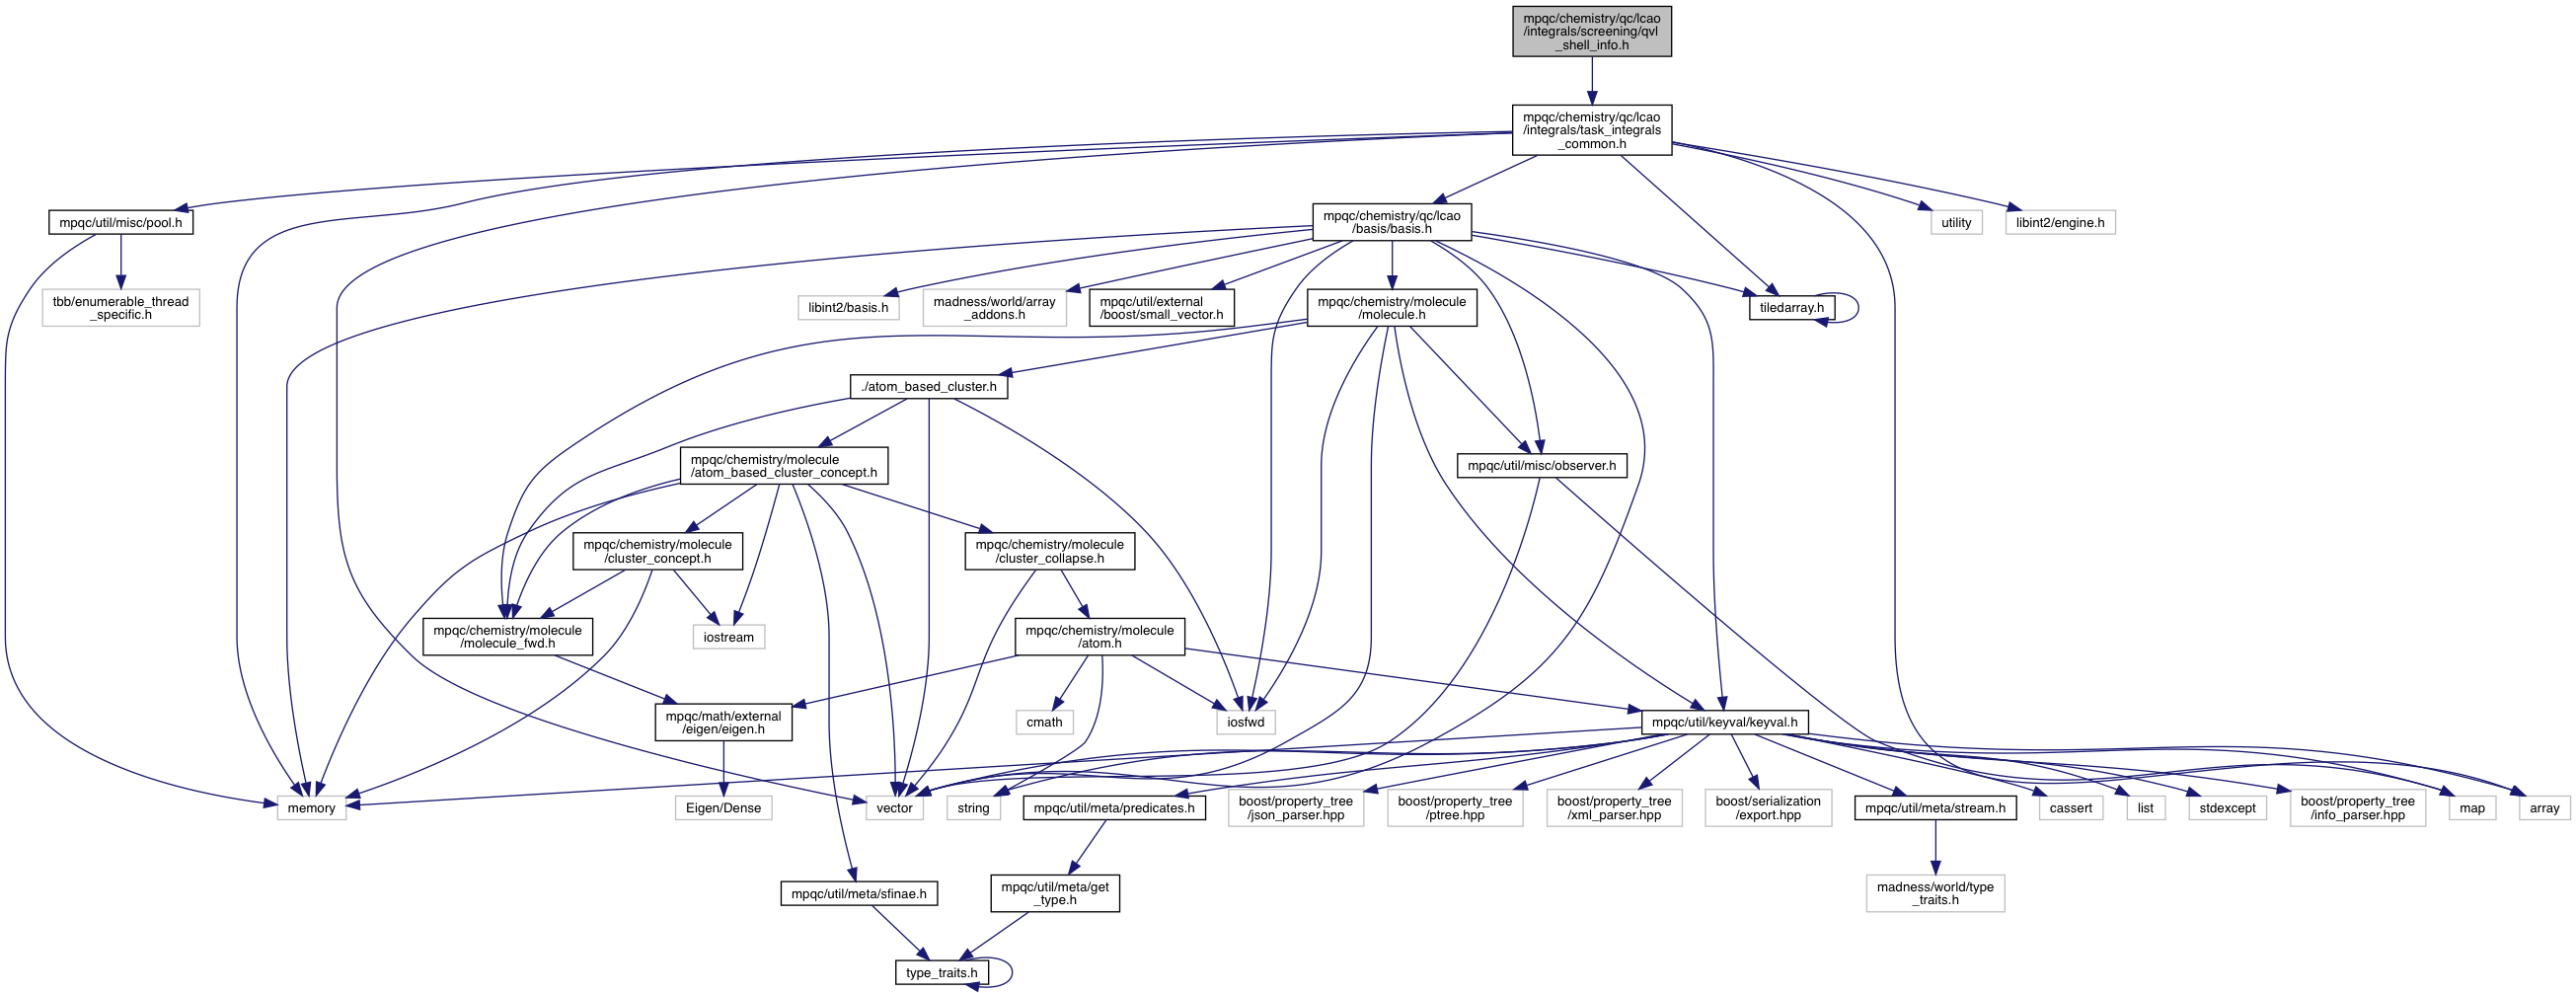 mpqc/chemistry/qc/lcao
/integrals/screening/qvl
_shell_info.h
mpqc/chemistry/qc/lcao
/integrals/task_integrals
_common.h
mpqc/util/misc/pool.h
mpqc/chemistry/qc/lcao
/basis/basis.h
utility
libint2/engine.h
tbb/enumerable_thread
_specific.h
libint2/basis.h
madness/world/array
_addons.h
mpqc/util/external
/boost/small_vector.h
mpqc/chemistry/molecule
/molecule.h
tiledarray.h
./atom_based_cluster.h
mpqc/chemistry/molecule
/atom_based_cluster_concept.h
mpqc/util/misc/observer.h
mpqc/chemistry/molecule
/cluster_concept.h
mpqc/chemistry/molecule
/cluster_collapse.h
mpqc/chemistry/molecule
/molecule_fwd.h
iostream
mpqc/chemistry/molecule
/atom.h
mpqc/math/external
/eigen/eigen.h
cmath
iosfwd
mpqc/util/keyval/keyval.h
memory
Eigen/Dense
vector
string
mpqc/util/meta/predicates.h
boost/property_tree
/json_parser.hpp
boost/property_tree
/ptree.hpp
boost/property_tree
/xml_parser.hpp
boost/serialization
/export.hpp
mpqc/util/meta/stream.h
cassert
list
stdexcept
boost/property_tree
/info_parser.hpp
map
array
mpqc/util/meta/sfinae.h
mpqc/util/meta/get
_type.h
madness/world/type
_traits.h
type_traits.h